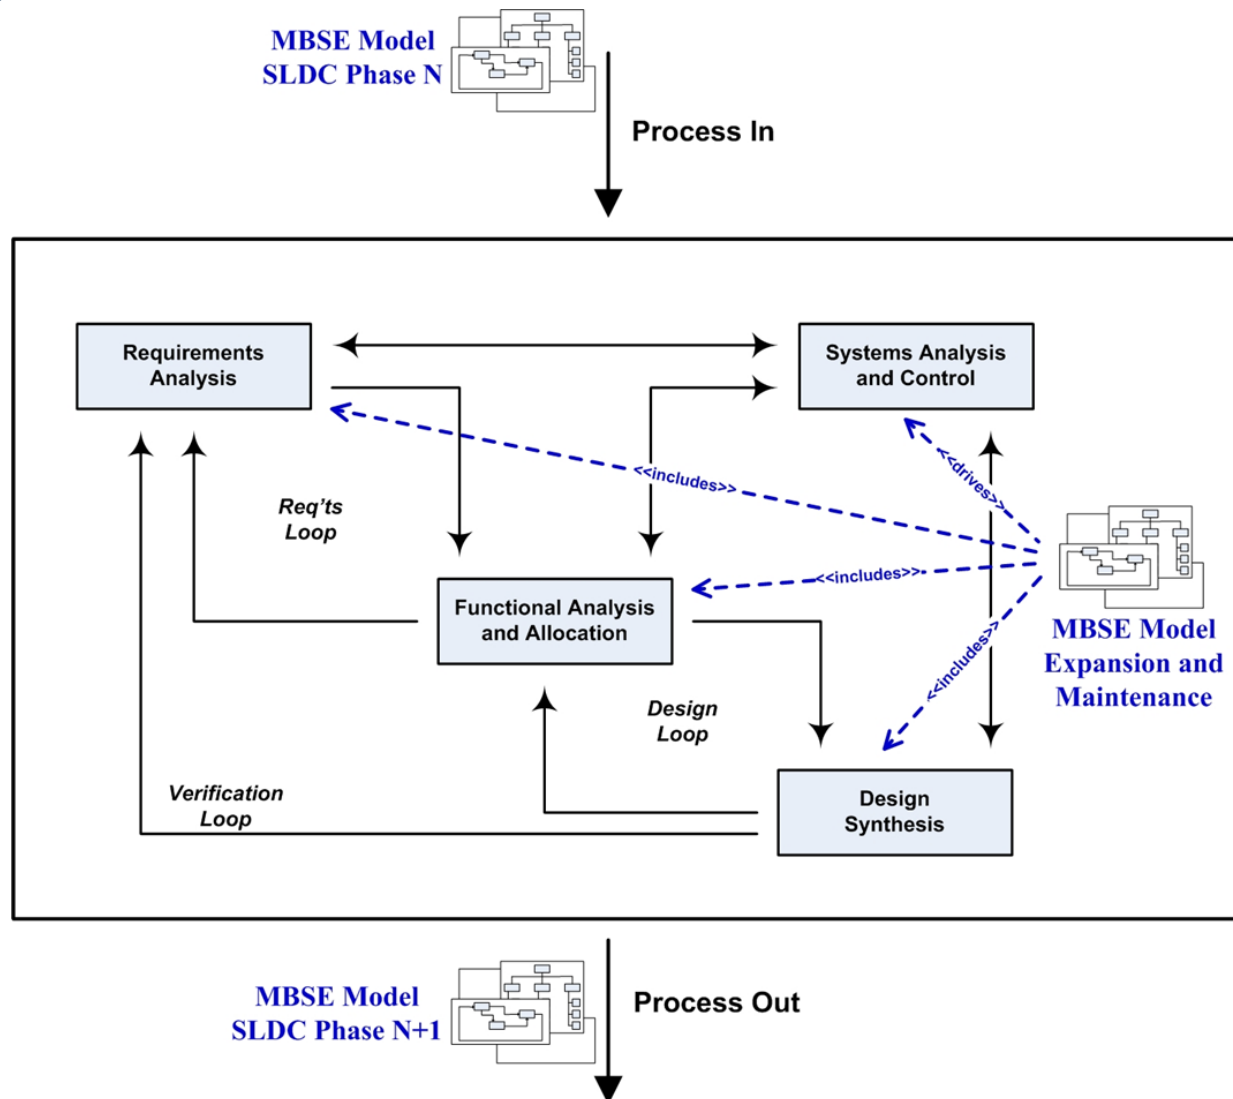 MBSE Model
SLDC Phase N
Process In
Requirements
Analysis
Systems Analysis
and Control
<<includes>>
<<drives>>
Req'ts
Loop
<<includes>>
Functional Analysis
and Allocation
MBSE Model
Expansion and
Maintenance
<<includes>>
Design
Loop
Verification
Loop
Design
Synthesis
MBSE Model
SLDC Phase N+1
Process Out